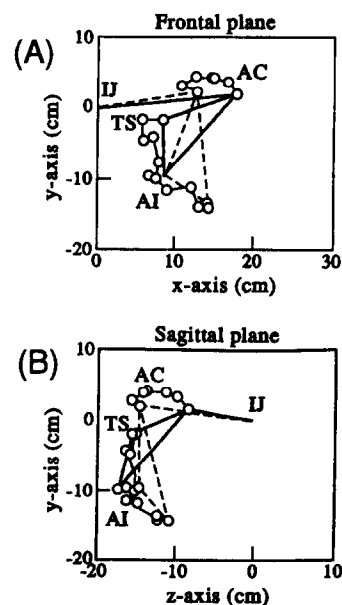 (A)
Frontal plane
10
0
-10
-20
y-axis (cm)
IJ
AC
TS
AI
0 10 20 30
x-axis (cm)
(B)
Sagittal plane
10
0
-10
-20
y-axis (cm)
AC
IJ
TS
AI
-20 -10 0 10
z-axis (cm)